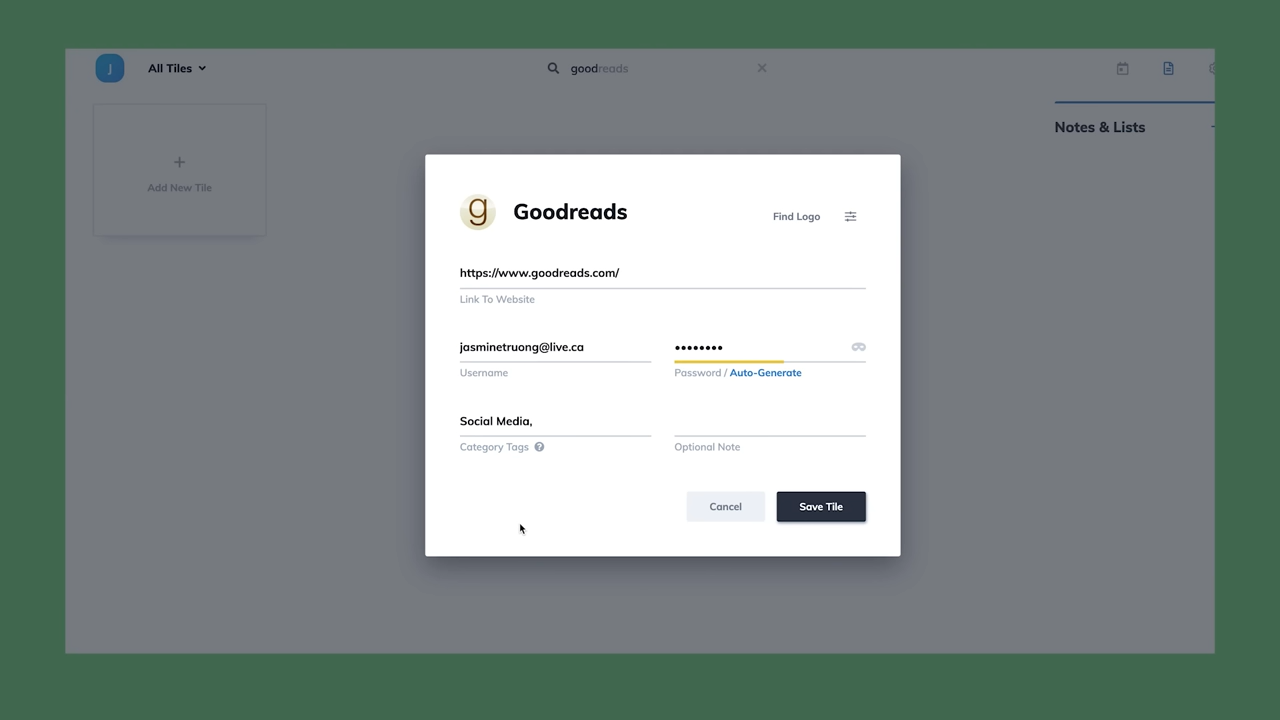 J
All Tiles
goodreads
Notes & Lists
Add New Tile
g
Goodreads
Find Logo
https://www.goodreads.com/
Link To Website
jasminetruong@live.ca
••••••••
Username
Password / Auto-Generate
Social Media,
Category Tags ?
Optional Note
Cancel
Save Tile